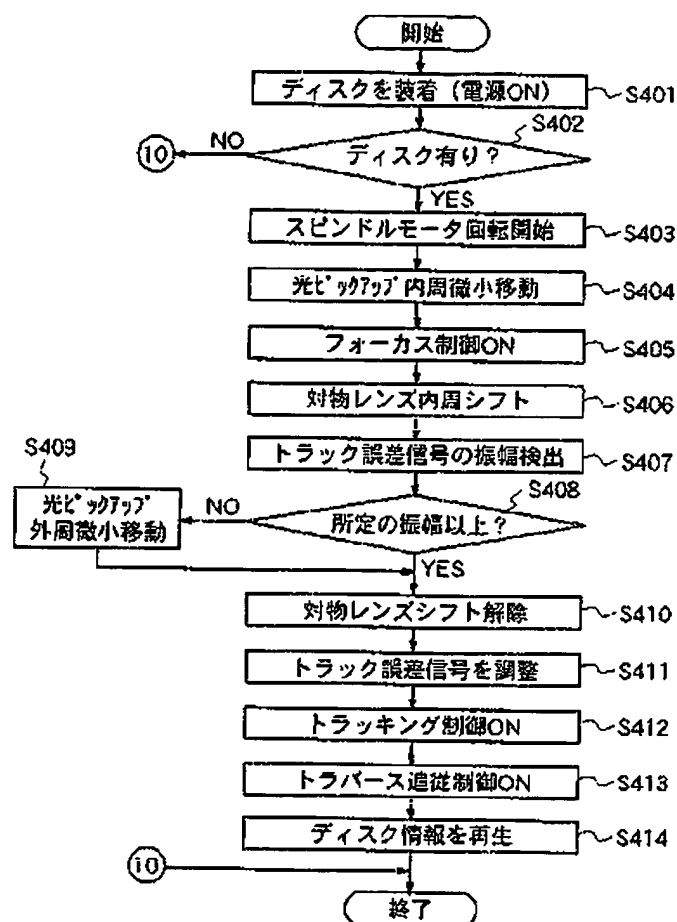 開始
ディスクを装着（電源ON） S401
S402
⑩ NO ディスク有り？
YES
スピンドルモータ回転開始 S403
光ピックアップ内周微小移動 S404
フォーカス制御ON S405
対物レンズ内周シフト S406
トラック誤差信号の振幅検出 S407
S409
S408
光ピックアップ
外周微小移動
NO 所定の振幅以上？
YES
対物レンズシフト解除 S410
トラック誤差信号を調整 S411
トラッキング制御ON S412
トラバース追従制御ON S413
ディスク情報を再生 S414
⑩
終了